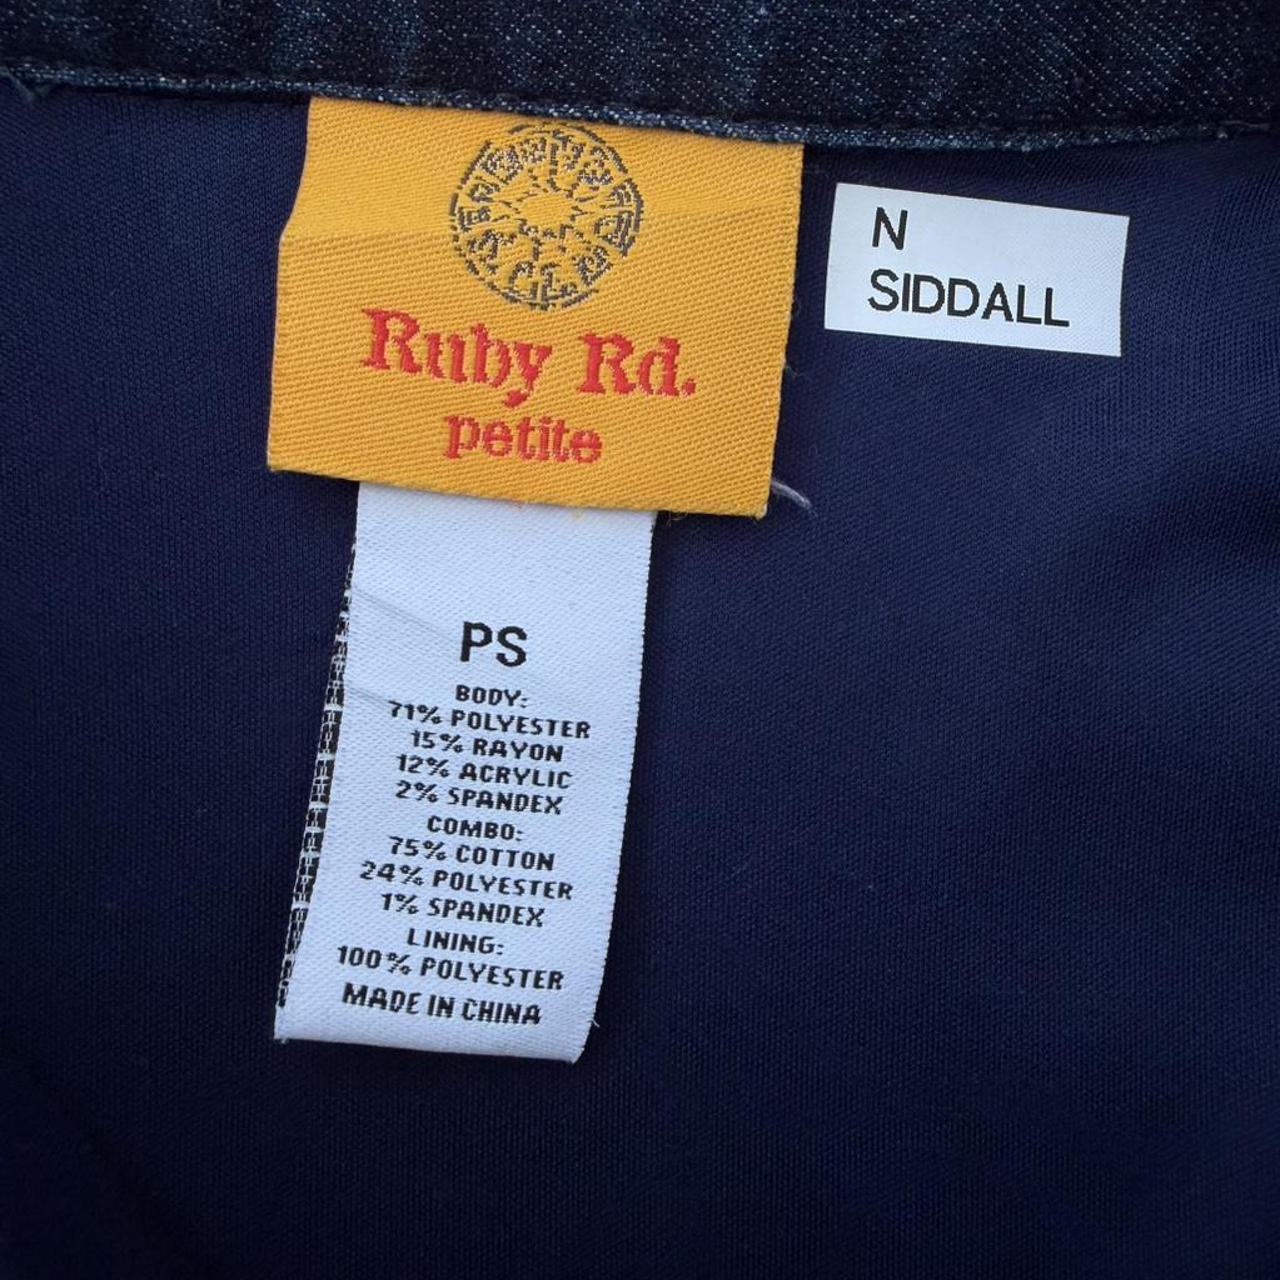 Ruby Rd.
petite
N
SIDDALL
PS
BODY:
71% POLYESTER
15% RAYON
12% ACRYLIC
2% SPANDEX
COMBO:
75% COTTON
24% POLYESTER
1% SPANDEX
LINING:
100% POLYESTER
MADE IN CHINA